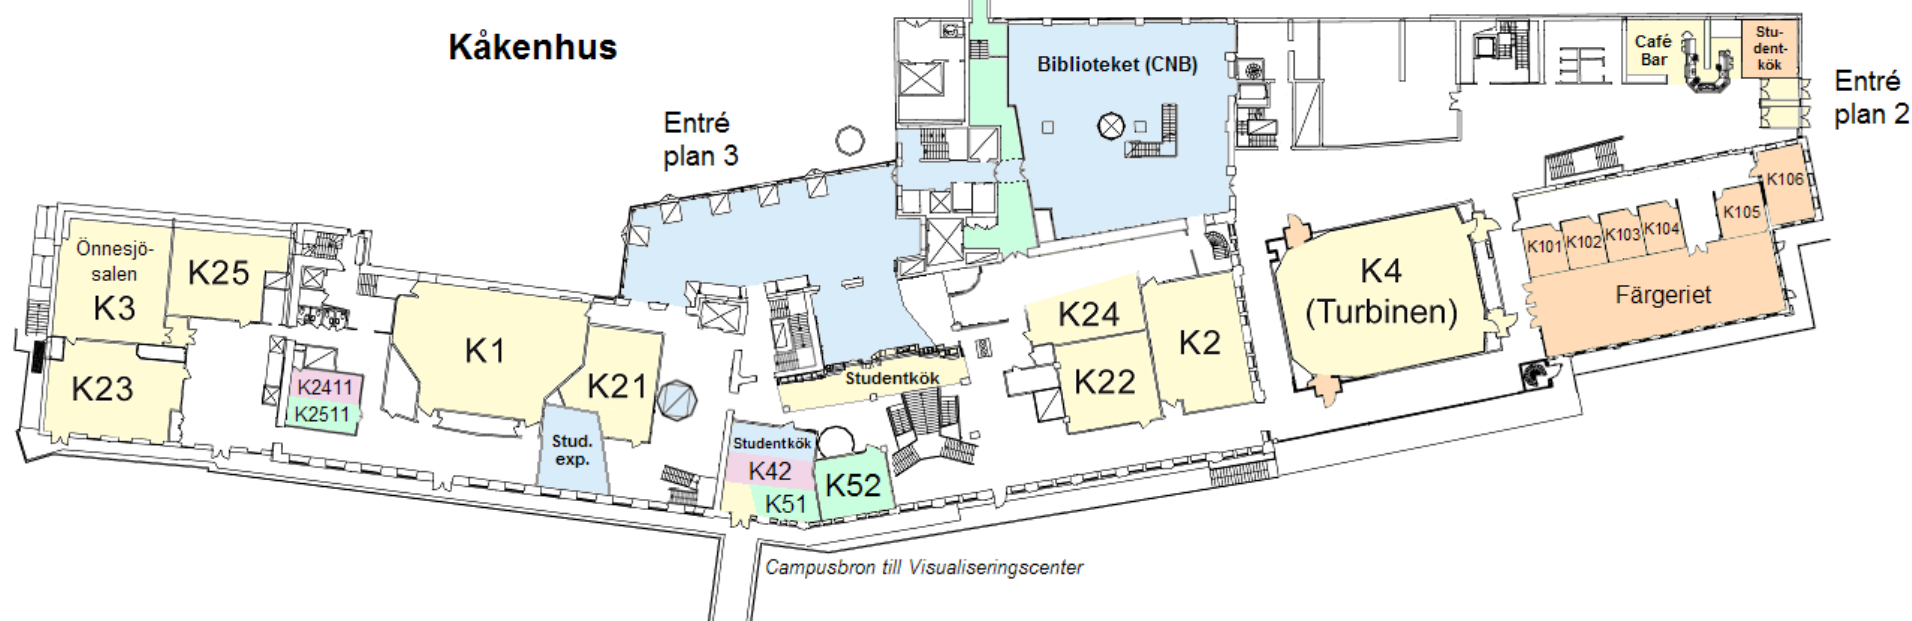 Kåkenhus
Entré
plan 3
Biblioteket (CNB)
Café
Bar
Stu-
dent-
kök
Entré
plan 2
Önnesjö-
salen
K3
K25
K23
K2411
K2511
K1
K21
Stud.
exp.
Studentkök
Studentkök
K42
K51
K52
K24
K22
K2
K4
(Turbinen)
K101
K102
K103
K104
K105
K106
Färgeriet
Campusbron till Visualiseringscenter